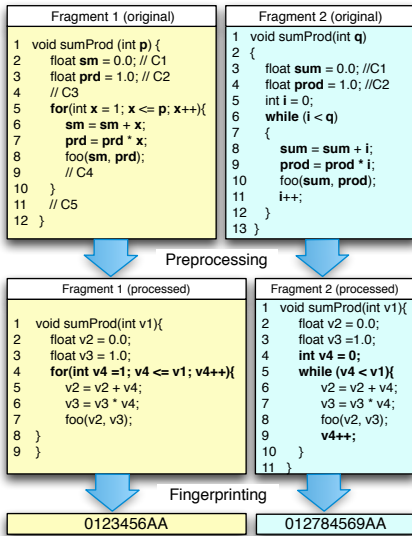 Fragment 1 (original)
1 void sumProd (int p) {
2 float sm = 0.0; // C1
3 float prd = 1.0; // C2
4 // C3
5 for(int x = 1; x <= p; x++){
6 sm = sm + x;
7 prd = prd * x;
8 foo(sm, prd);
9 // C4
10 }
11 // C5
12 }
Fragment 2 (original)
1 void sumProd(int q)
2 {
3 float sum = 0.0; //C1
4 float prod = 1.0; //C2
5 int i = 0;
6 while (i < q)
7 {
8 sum = sum + i;
9 prod = prod * i;
10 foo(sum, prod);
11 i++;
12 }
13 }
Preprocessing
Fragment 1 (processed)
1 void sumProd(int v1){
2 float v2 = 0.0;
3 float v3 = 1.0;
4 for(int v4 =1; v4 <= v1; v4++){
5 v2 = v2 + v4;
6 v3 = v3 * v4;
7 foo(v2, v3);
8 }
9 }
Fragment 2 (processed)
1 void sumProd(int v1){
2 float v2 = 0.0;
3 float v3 =1.0;
4 int v4 = 0;
5 while (v4 < v1){
6 v2 = v2 + v4;
7 v3 = v3 * v4;
8 foo(v2, v3);
9 v4++;
10 }
11 }
Fingerprinting
0123456AA
012784569AA